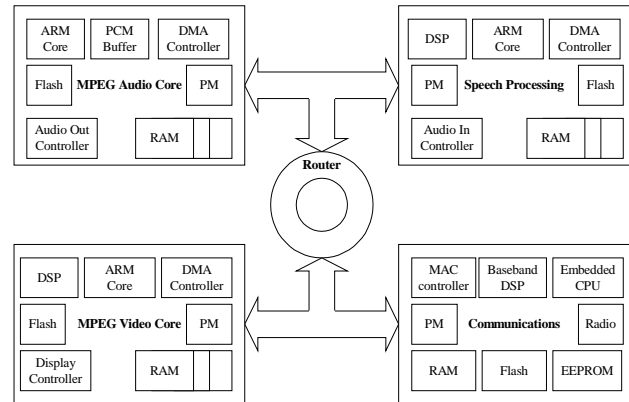 ARM
Core
PCM
Buffer
DMA
Controller
Flash
MPEG Audio Core
PM
Audio Out
Controller
RAM
DSP
ARM
Core
DMA
Controller
PM
Speech Processing
Flash
Audio In
Controller
RAM
Router
DSP
ARM
Core
DMA
Controller
Flash
MPEG Video Core
PM
Display
Controller
RAM
MAC
controller
Baseband
DSP
Embedded
CPU
PM
Communications
Radio
RAM
Flash
EEPROM